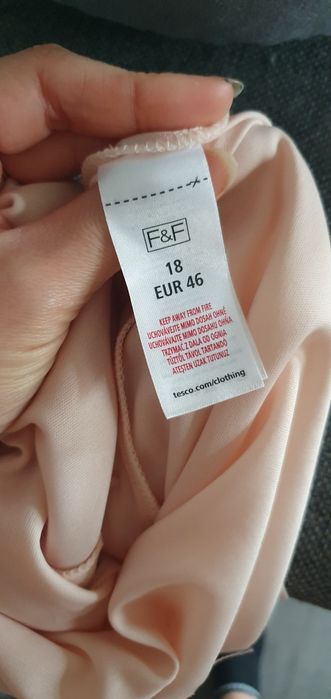 F&F
18
EUR 46
KEEP AWAY FROM FIRE
UCHOVÁVEJTE MIMO DOSAH OHNĚ
UCHOVÁVAJTE MIMO DOSAHU OHŇA
TRZYMAĆ Z DALA OD OGNIA
TŰZTŐL TÁVOL TARTANDÓ
ATEŞTEN UZAK TUTUNUZ
tesco.com/clothing